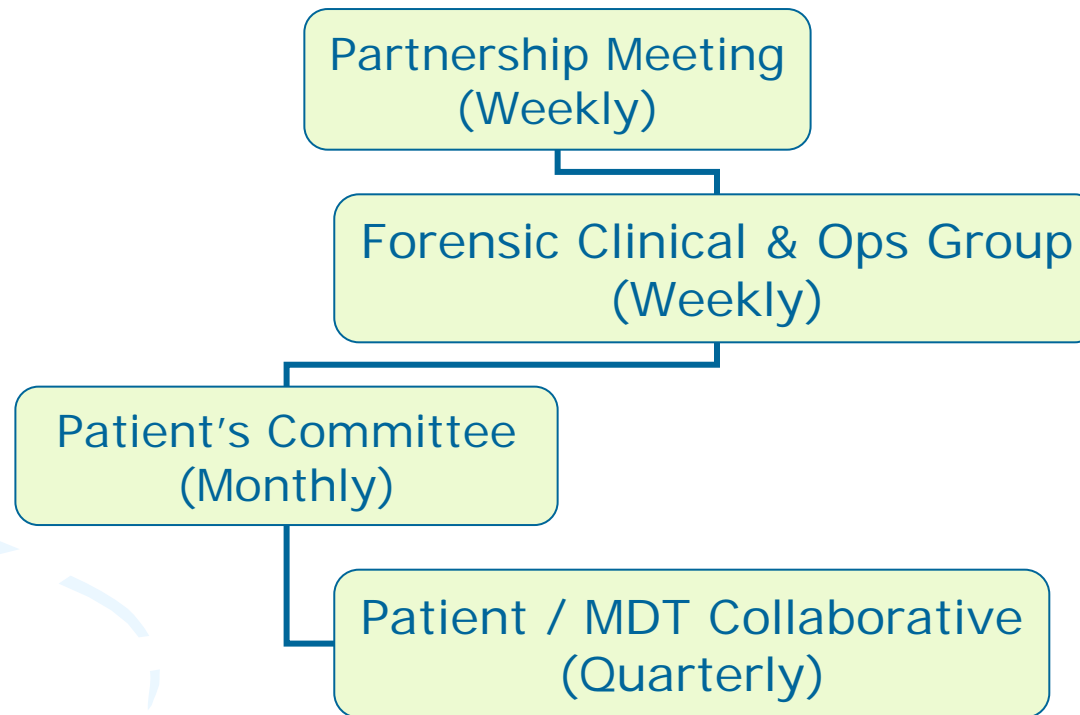 Partnership Meeting
(Weekly)
Forensic Clinical & Ops Group
(Weekly)
Patient's Committee
(Monthly)
Patient / MDT Collaborative
(Quarterly)